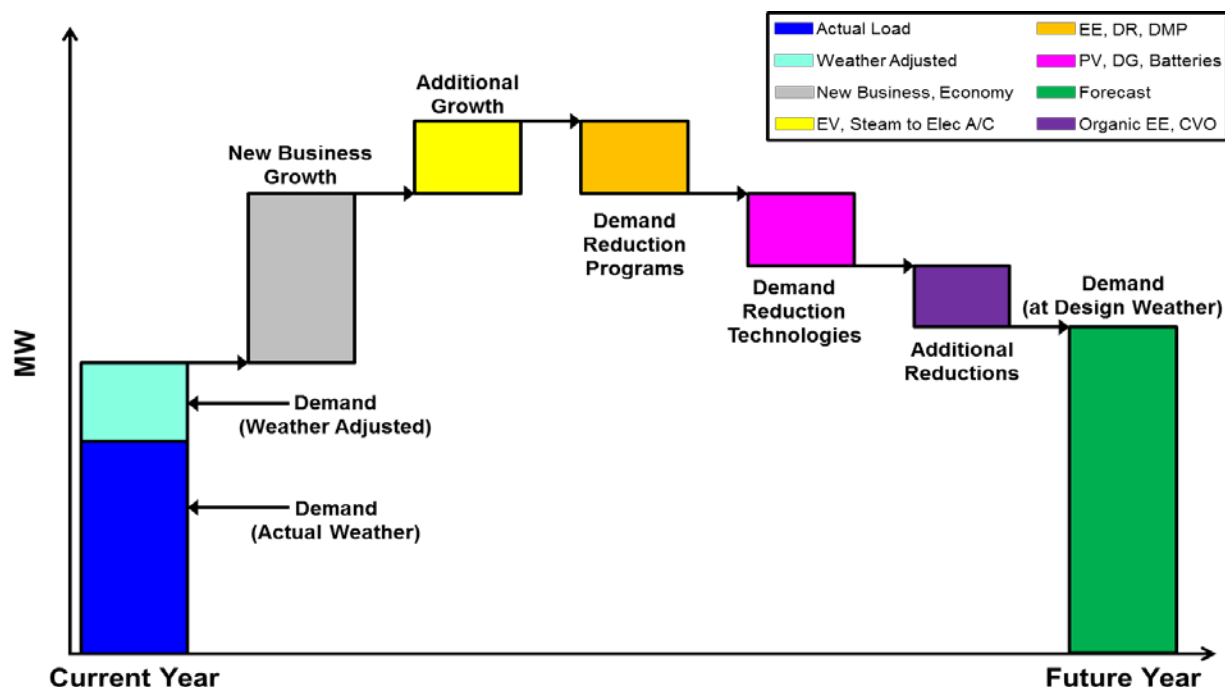 Actual Load
Weather Adjusted
New Business, Economy
EV, Steam to Elec A/C
EE, DR, DMP
PV, DG, Batteries
Forecast
Organic EE, CVO
Additional
Growth
New Business
Growth
Demand
Reduction
Programs
Demand
Reduction
Technologies
Additional
Reductions
Demand
(at Design Weather)
MW
Demand
(Weather Adjusted)
Demand
(Actual Weather)
Current Year
Future Year